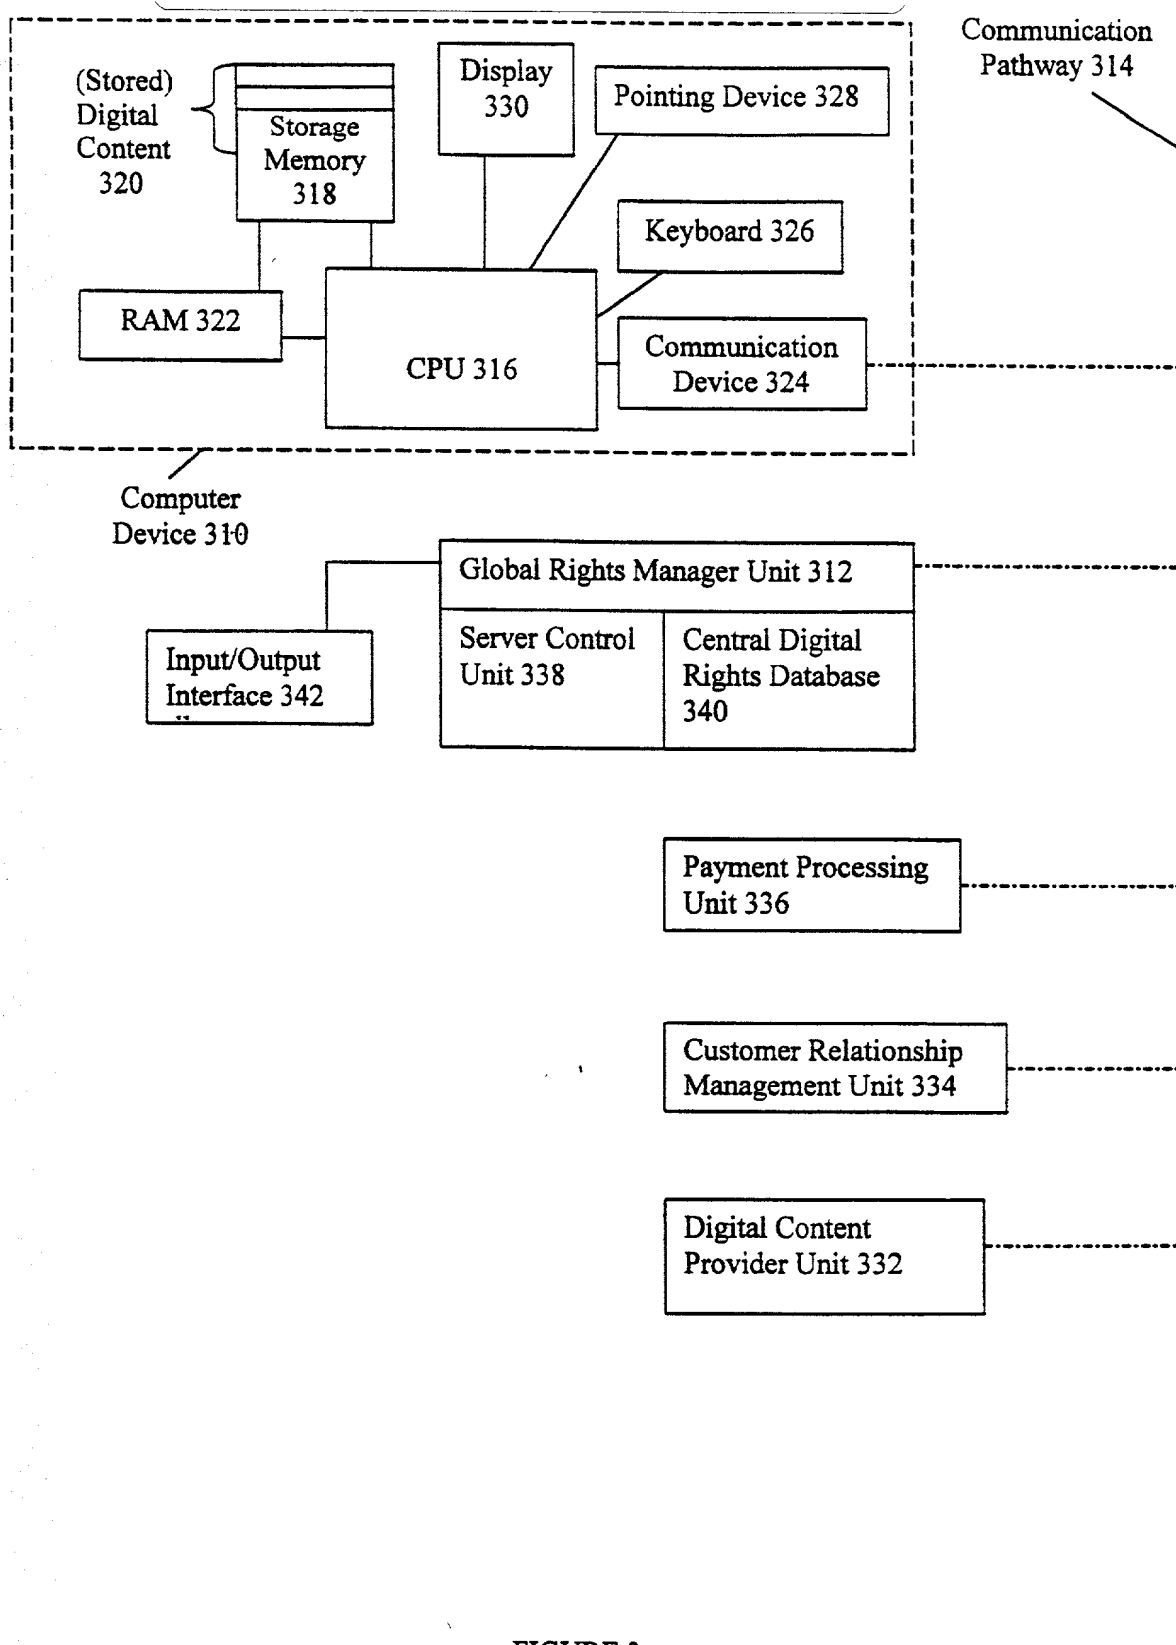 Communication
Pathway 314
(Stored)
Digital
Content
320
Storage
Memory
318
Display
330
Pointing Device 328
Keyboard 326
RAM 322
CPU 316
Communication
Device 324
Computer
Device 310
Global Rights Manager Unit 312
Input/Output
Interface 342
Server Control
Unit 338
Central Digital
Rights Database
340
Payment Processing
Unit 336
Customer Relationship
Management Unit 334
Digital Content
Provider Unit 332